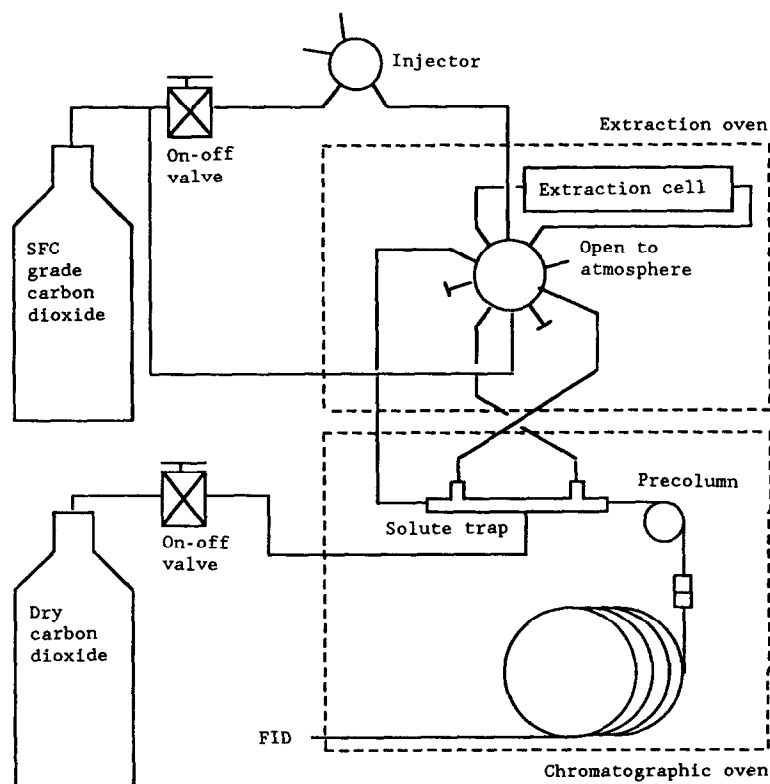 Injector
On-off
valve
Extraction oven
Extraction cell
SFC
grade
carbon
dioxide
Open to
atmosphere
Precolumn
Solute trap
On-off
valve
Dry
carbon
dioxide
FID
Chromatographic oven